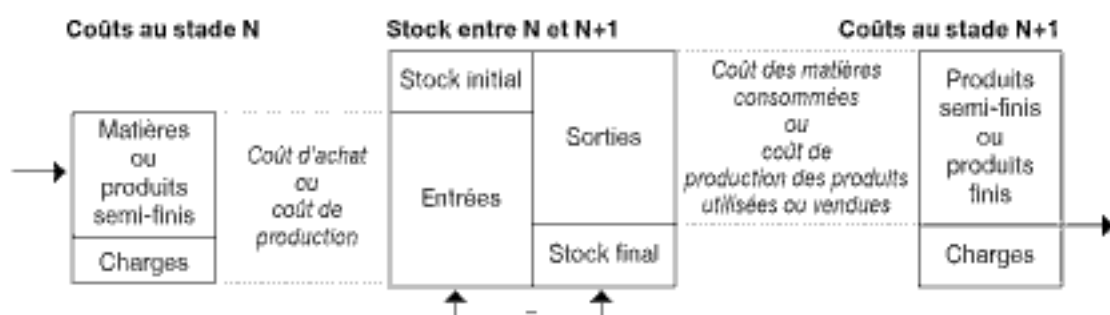 Coûts au stade N
Stock entre N et N+1
Coûts au stade N+1
Matières
ou
produits
semi-finis
Charges
Coût d'achat
ou
coût de
production
Stock initial
Entrées
Sorties
Stock final
Coût des matières
consommées
ou
coût de
production des produits
utilisées ou vendues
Produits
semi-finis
ou
produits
finis
Charges